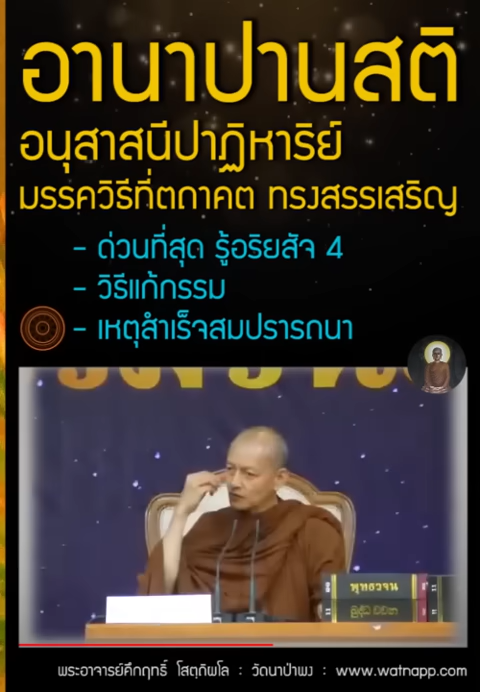 อานาปานสติ
อนุสาสนีปาฏิหาริย์
มรรควิธีที่ตถาคต ทรงสรรเสริญ
- ด่วนที่สุด รู้อริยสัจ 4
- วิธีแก้กรรม
- เหตุสำเร็จสมปรารถนา
พุทธวจน
พระอาจารย์คึกฤทธิ์ โสตฺถิผโล : วัดนาป่าพง : www.watnapp.com